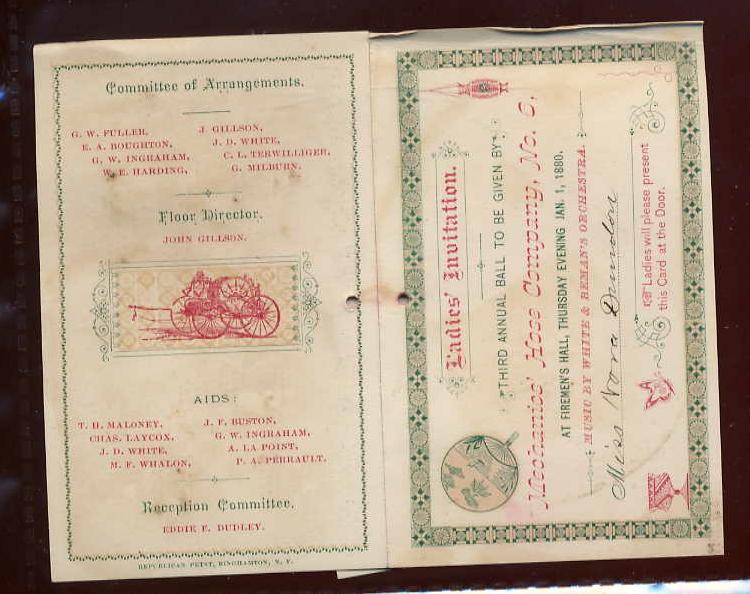 Committee of Arrangements.
G. W. FULLER,
E. A. BOUGHTON,
G. W. INGRAHAM,
W. E. HARDING,
J. GILLSON,
J. D. WHITE,
C. L. TERWILLIGER,
G. MILBURN.
Floor Director.
JOHN GILLSON.
AIDS:
T. H. MALONEY,
CHAS. LAYCOX,
J. D. WHITE,
M. F. WHALON,
J. F. BUSTON,
G. W. INGRAHAM,
A. LA POINT,
P. A. PERRAULT.
Reception Committee.
EDDIE E. DUDLEY.
REPUBLICAN PRINT, BINGHAMTON, N. Y.
Ladies' Invitation.
THIRD ANNUAL BALL TO BE GIVEN BY
Mechanics' Hose Company, No. 6,
AT FIREMEN'S HALL, THURSDAY EVENING JAN. 1, 1880.
MUSIC BY WHITE & BEMAN'S ORCHESTRA.
Miss Nora
Ladies will please present
this Card at the Door.